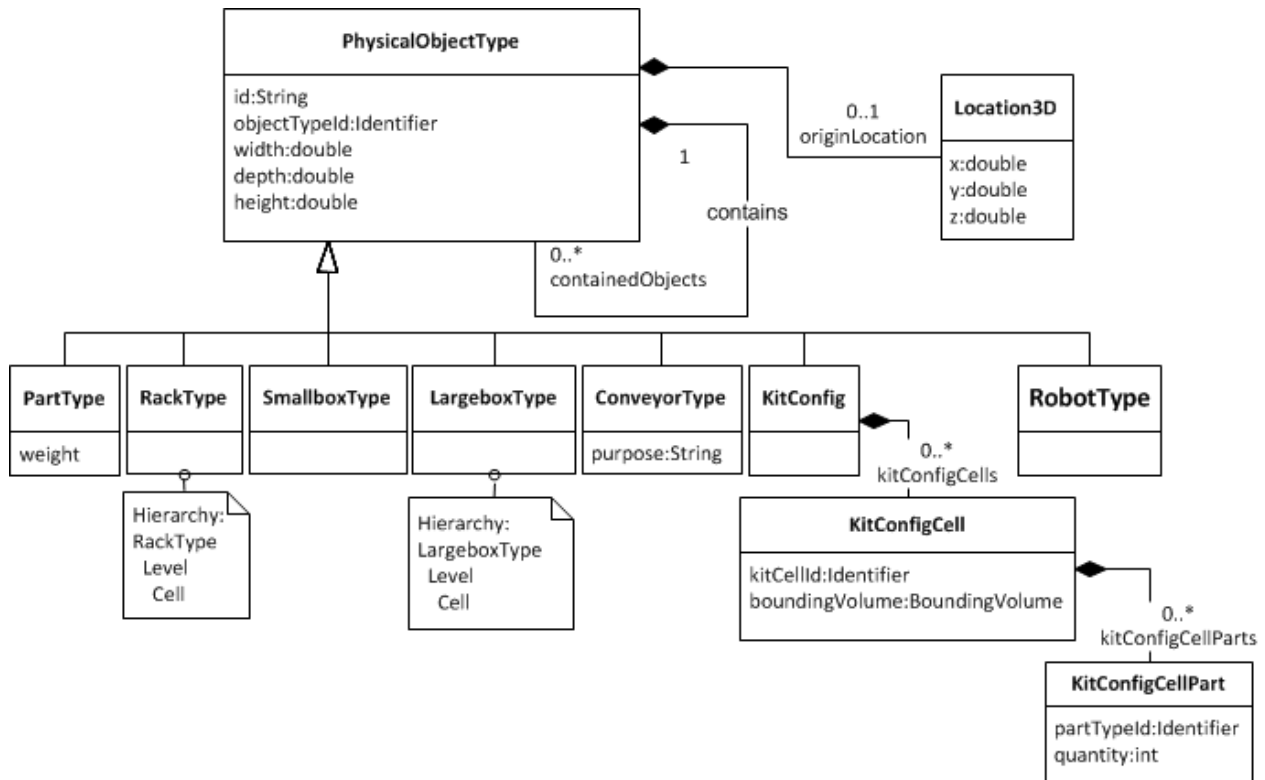 PhysicalObjectType
id:String
objectTypeId:Identifier
width:double
depth:double
height:double
0..1
originLocation
Location3D
x:double
y:double
z:double
1
contains
0..*
containedObjects
PartType
weight
RackType
SmallboxType
LargeboxType
ConveyorType
purpose:String
KitConfig
RobotType
0..*
kitConfigCells
Hierarchy:
RackType
Level
Cell
Hierarchy:
LargeboxType
Level
Cell
KitConfigCell
kitCellId:Identifier
boundingVolume:BoundingVolume
0..*
kitConfigCellParts
KitConfigCellPart
partTypeId:Identifier
quantity:int